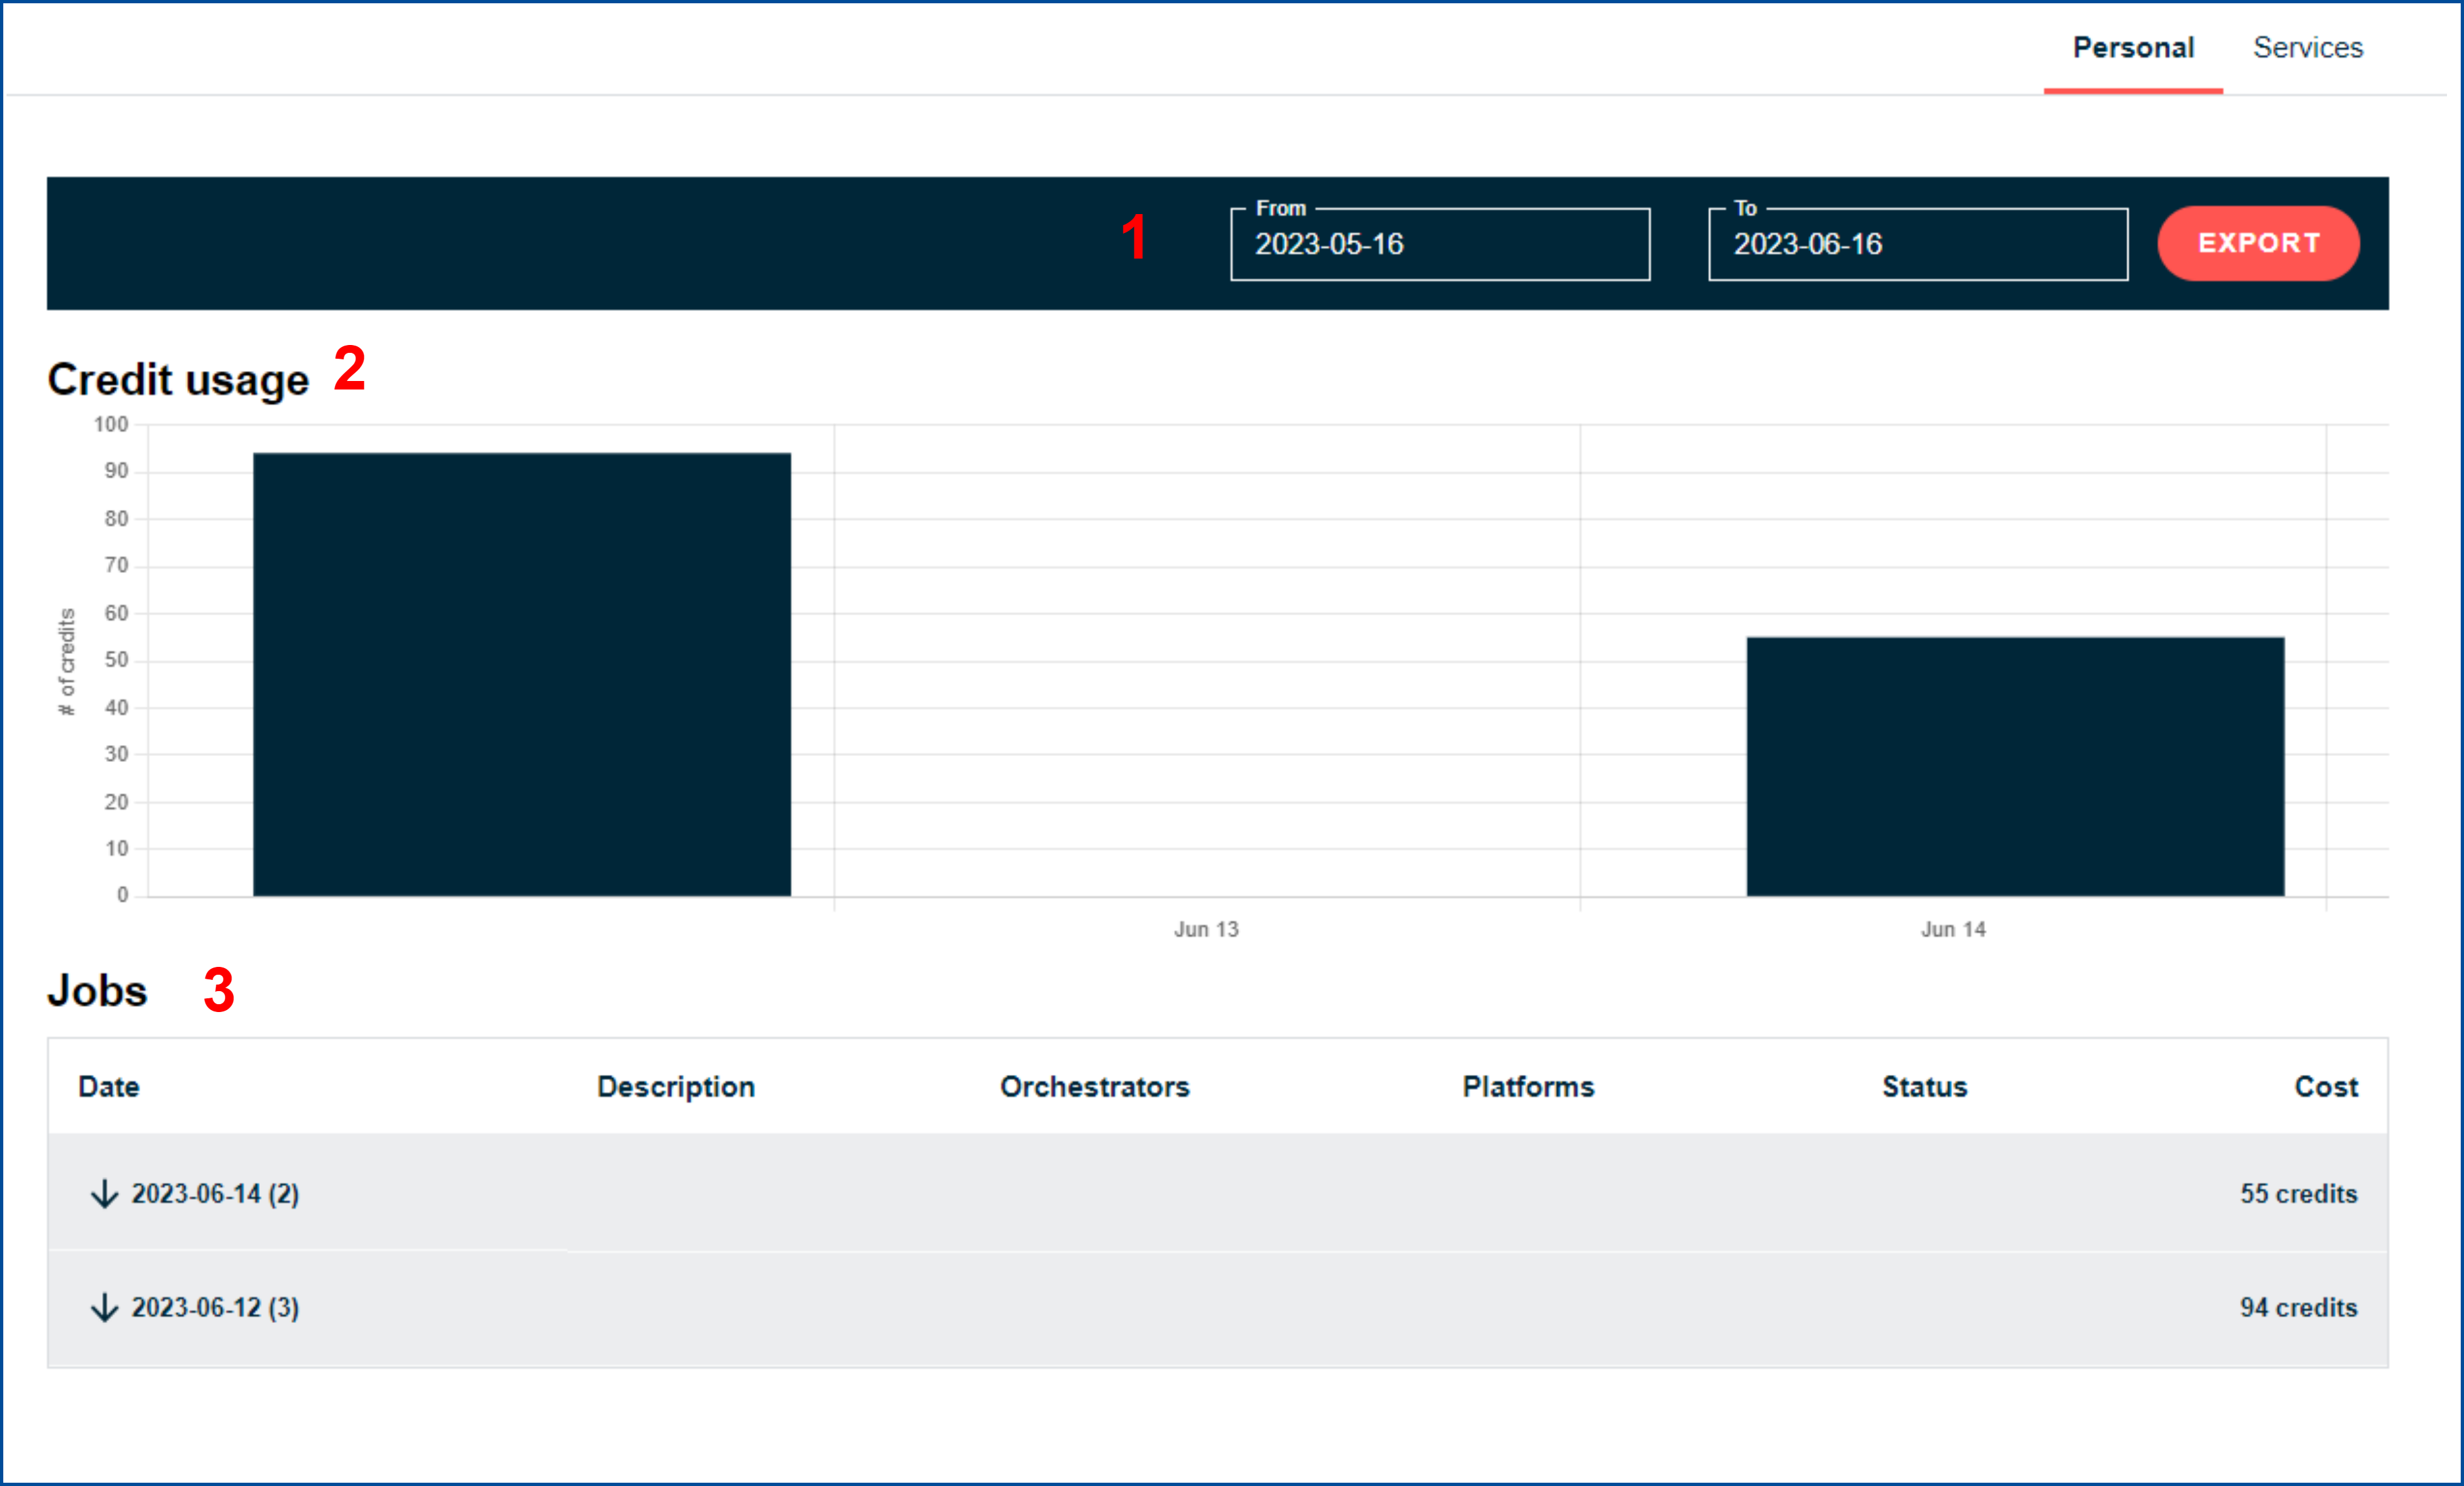 Personal Services
1 From To
2023-05-16 2023-06-16 EXPORT
Credit usage 2
100
90
80
70
60
50
40
30
20
10
0
# of credits
Jun 13 Jun 14
Jobs 3
Date Description Orchestrators Platforms Status Cost
2023-06-14 (2) 55 credits
2023-06-12 (3) 94 credits